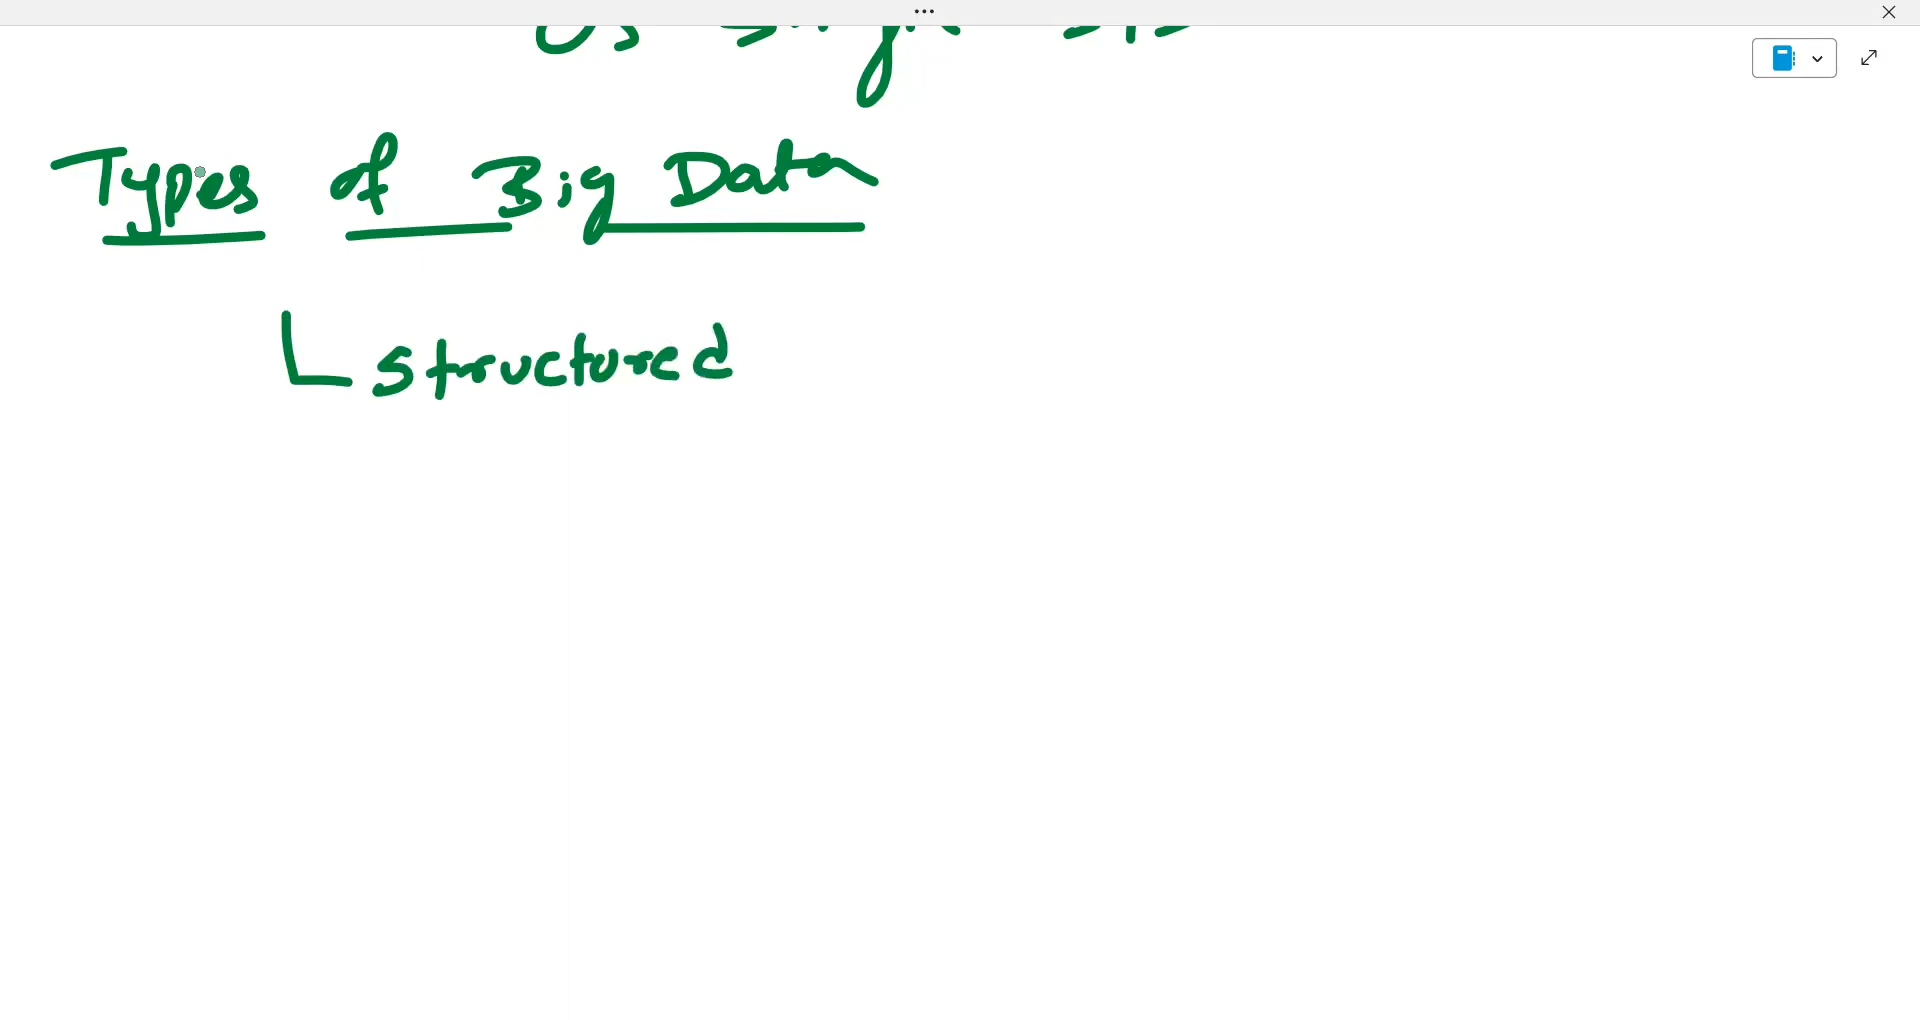 Types of Big Data
structured